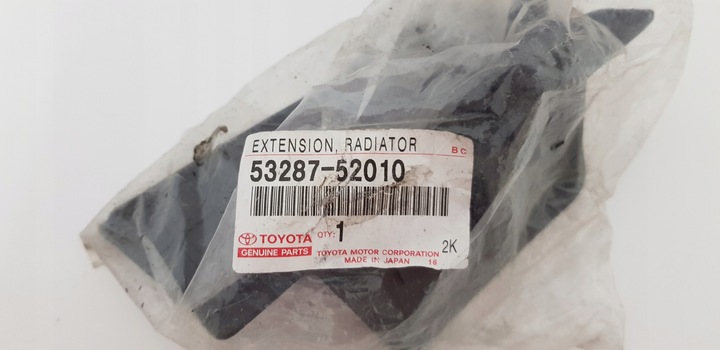 EXTENSION, RADIATOR BC
53287-52010
TOYOTA QTY: 1
GENUINE PARTS TOYOTA MOTOR CORPORATION 2K
MADE IN JAPAN 16